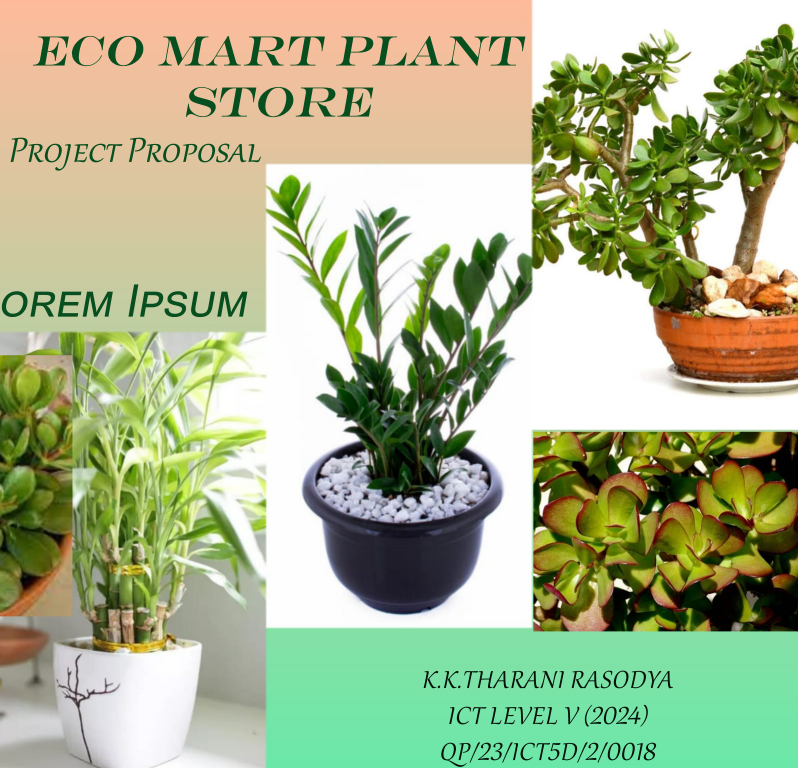 ECO MART PLANT
STORE
PROJECT PROPOSAL
OREM IPSUM
K.K.THARANI RASODYA
ICT LEVEL V (2024)
QP/23/ICT5D/2/0018